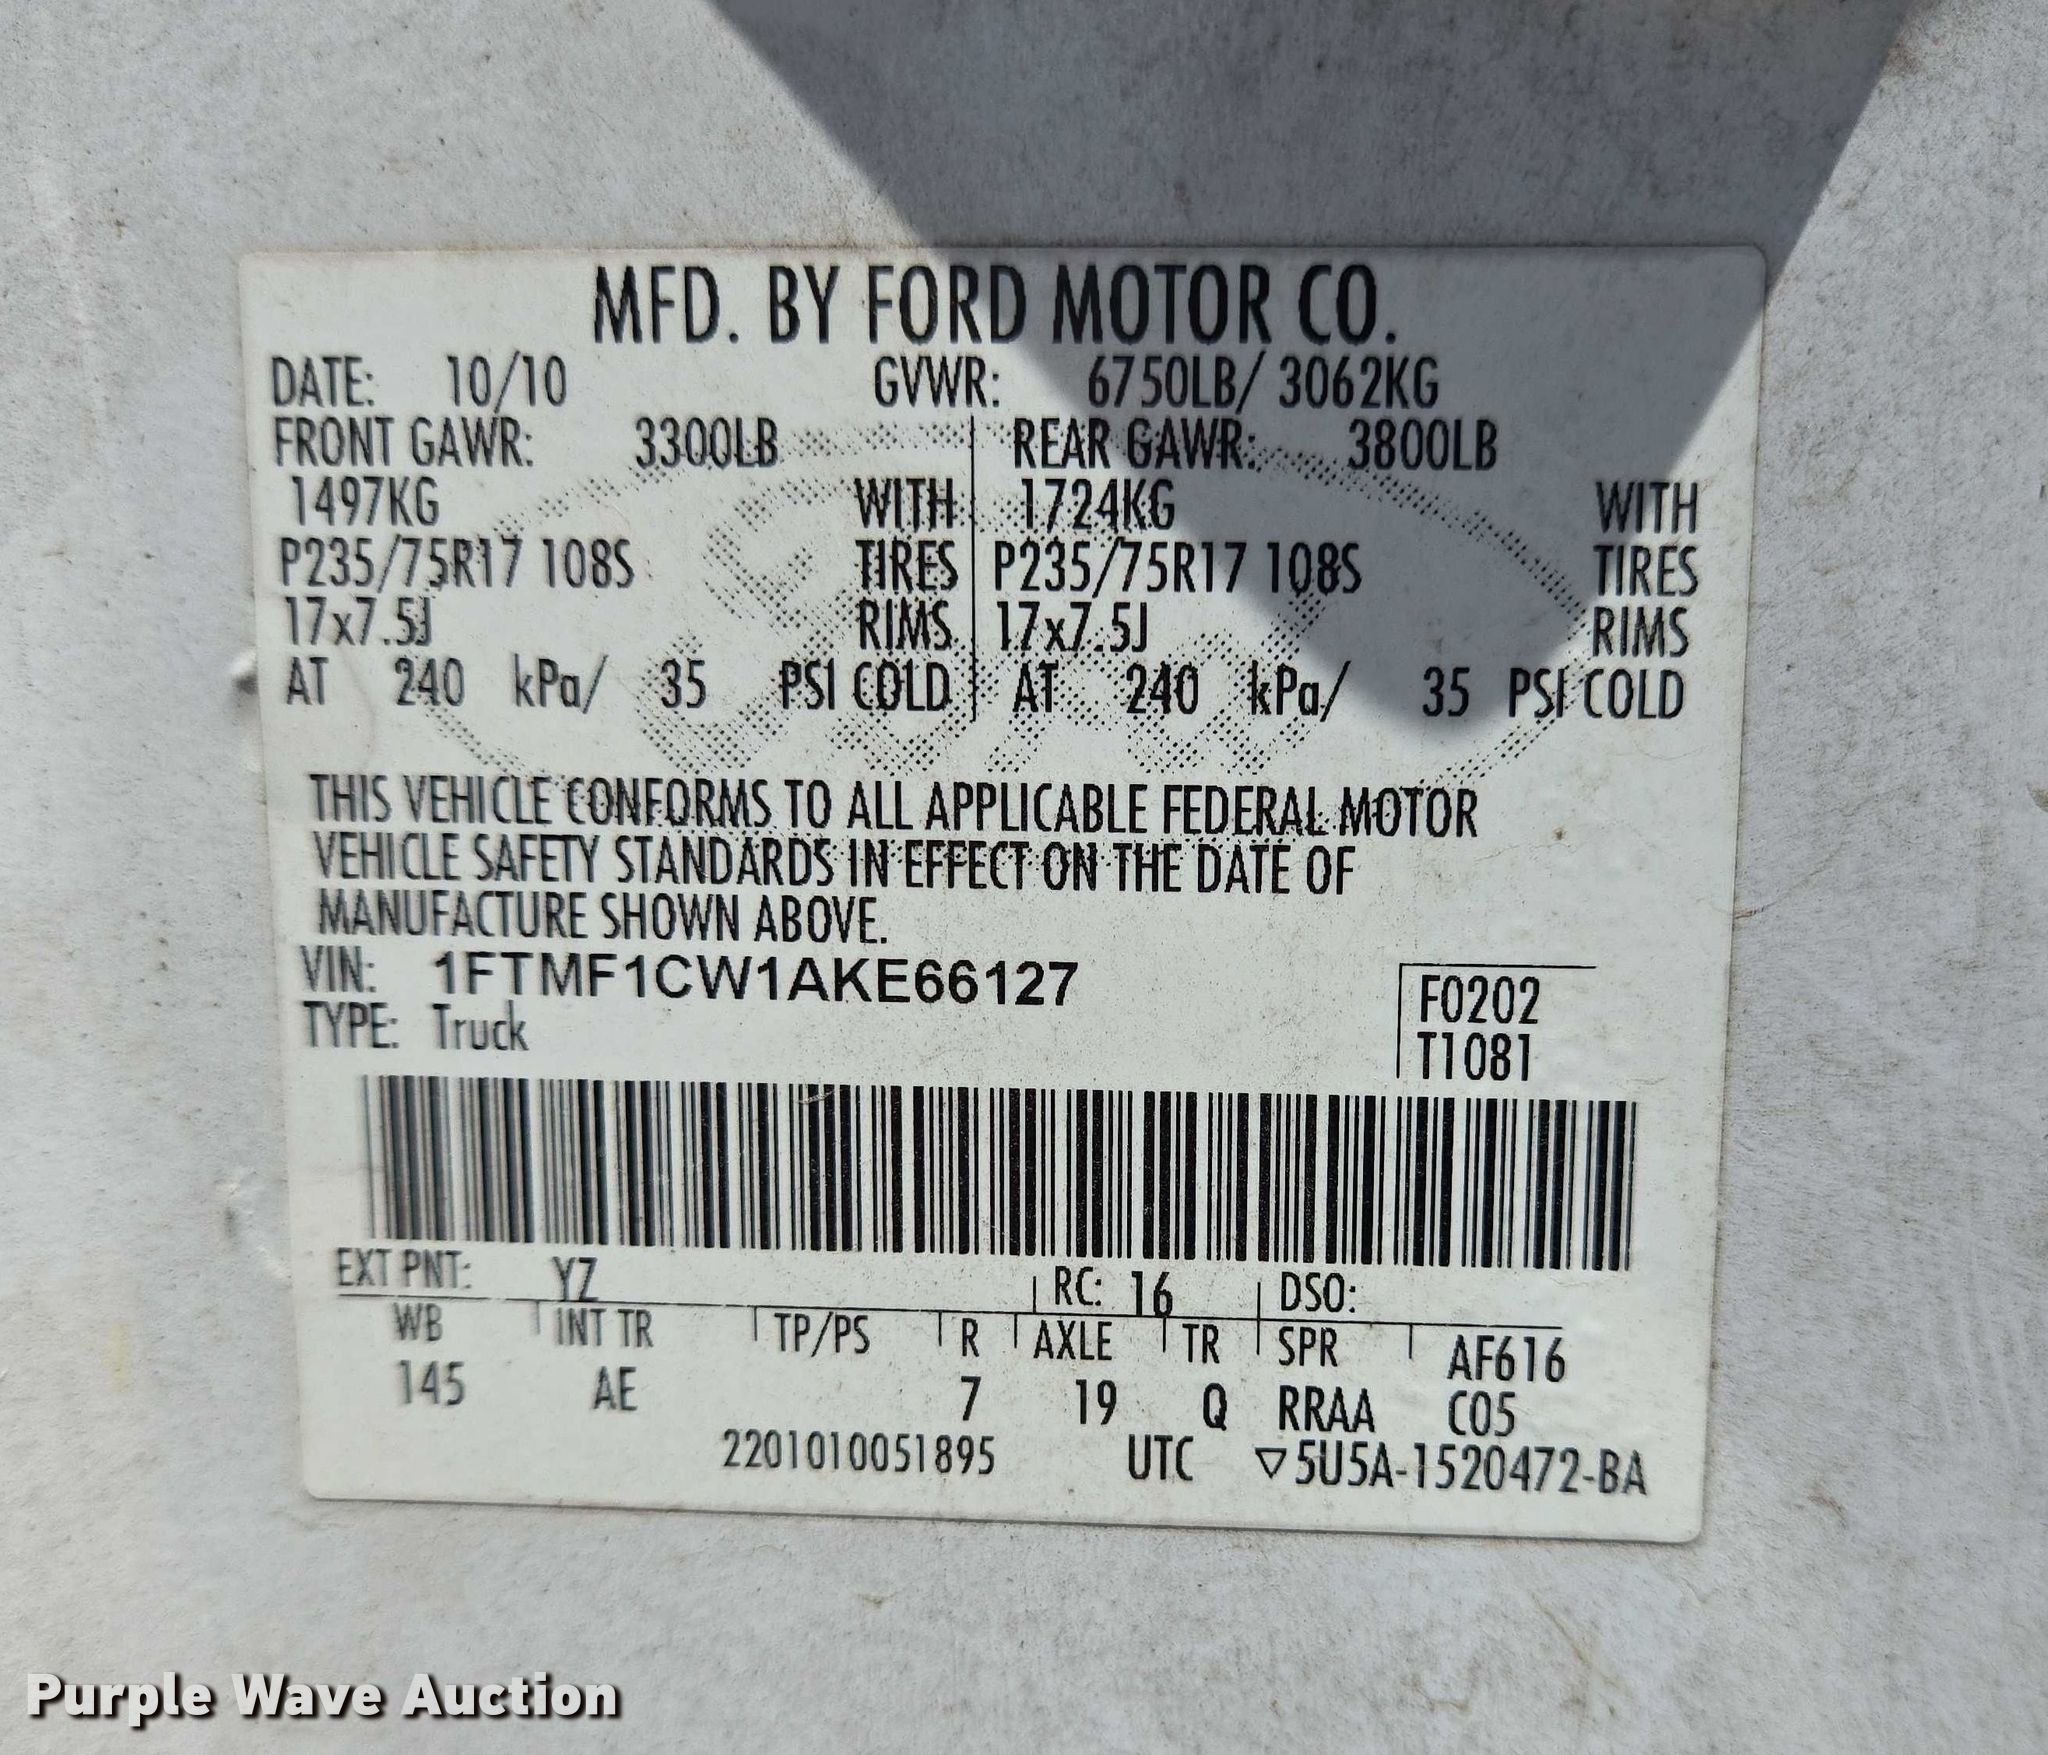 MFD. BY FORD MOTOR CO.
DATE: 10/10 GVWR: 6750LB/ 3062KG
FRONT GAWR: 3300LB REAR GAWR: 3800LB
1497KG WITH 1724KG WITH
P235/75R17 108S TIRES P235/75R17 108S TIRES
17x7.5J RIMS 17x7.5J RIMS
AT 240 kPa/ 35 PSI COLD AT 240 kPa/ 35 PSI COLD
THIS VEHICLE CONFORMS TO ALL APPLICABLE FEDERAL MOTOR
VEHICLE SAFETY STANDARDS IN EFFECT ON THE DATE OF
MANUFACTURE SHOWN ABOVE.
VIN: 1FTMF1CW1AKE66127 F0202
TYPE: Truck T1081
EXT PNT: YZ RC: 16 DSO:
WB INT TR TP/PS R AXLE TR SPR AF616
145 AE 7 19 Q RRAA C05
2201010051895 UTC ▽5U5A-1520472-BA
Purple Wave Auction